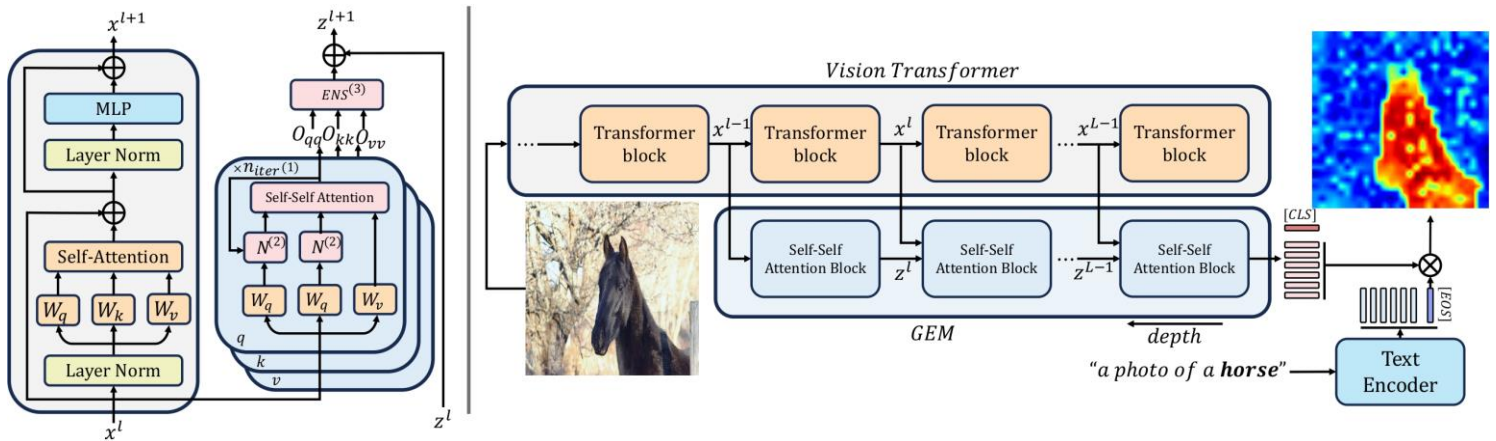 x^{l+1}
MLP
Layer Norm
Self-Attention
W_q W_k W_v
Layer Norm
x^l
z^{l+1}
ENS^{(3)}
O_{qq} O_{kk} O_{vv}
×n_{iter}^{(1)}
Self-Self Attention
N^{(2)} N^{(2)}
W_q W_q W_v
q
k
v
z^l
Vision Transformer
...
Transformer
block
x^{l-1}
Transformer
block
x^l
Transformer
block
...
x^{L-1}
Transformer
block
Self-Self
Attention Block
z^l
Self-Self
Attention Block
...
z^{L-1}
Self-Self
Attention Block
GEM
depth
[CLS]
[EOS]
"a photo of a horse"
Text
Encoder